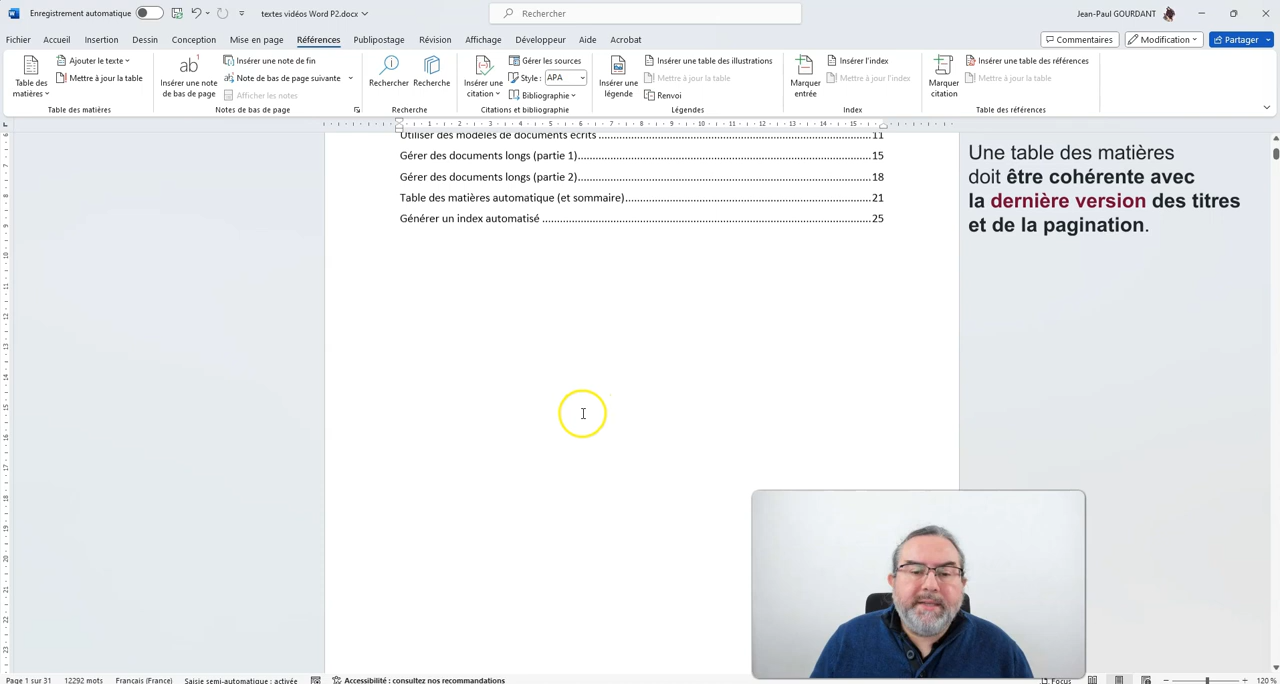 Enregistrement automatique
textes vidéos Word P2.docx
Rechercher
Jean-Paul GOURDANT
Fichier Accueil Insertion Dessin Conception Mise en page Références Publipostage Révision Affichage Développeur Aide Acrobat
Commentaires Modification Partager
Table des matières
Ajouter le texte
Mettre à jour la table
Table des matières
ab
Insérer une note de bas de page
Insérer une note de fin
Note de bas de page suivante
Afficher les notes
Notes de bas de page
Rechercher Recherche
Recherche
Insérer une citation
Gérer les sources
Style : APA
Bibliographie
Citations et bibliographie
Insérer une légende
Insérer une table des illustrations
Mettre à jour la table
Renvoi
Légendes
Marquer entrée
Insérer l'index
Mettre à jour l'index
Index
Marquer citation
Insérer une table des références
Mettre à jour la table
Table des références
Utiliser des modèles de documents écrits 11
Gérer des documents longs (partie 1) 15
Gérer des documents longs (partie 2) 18
Table des matières automatique (et sommaire) 21
Générer un index automatisé 25
Une table des matières
doit être cohérente avec
la dernière version des titres
et de la pagination.
Page 1 sur 31 12292 mots Français (France) Saisie semi-automatique : activée Accessibilité : consultez nos recommandations Focus 120 %